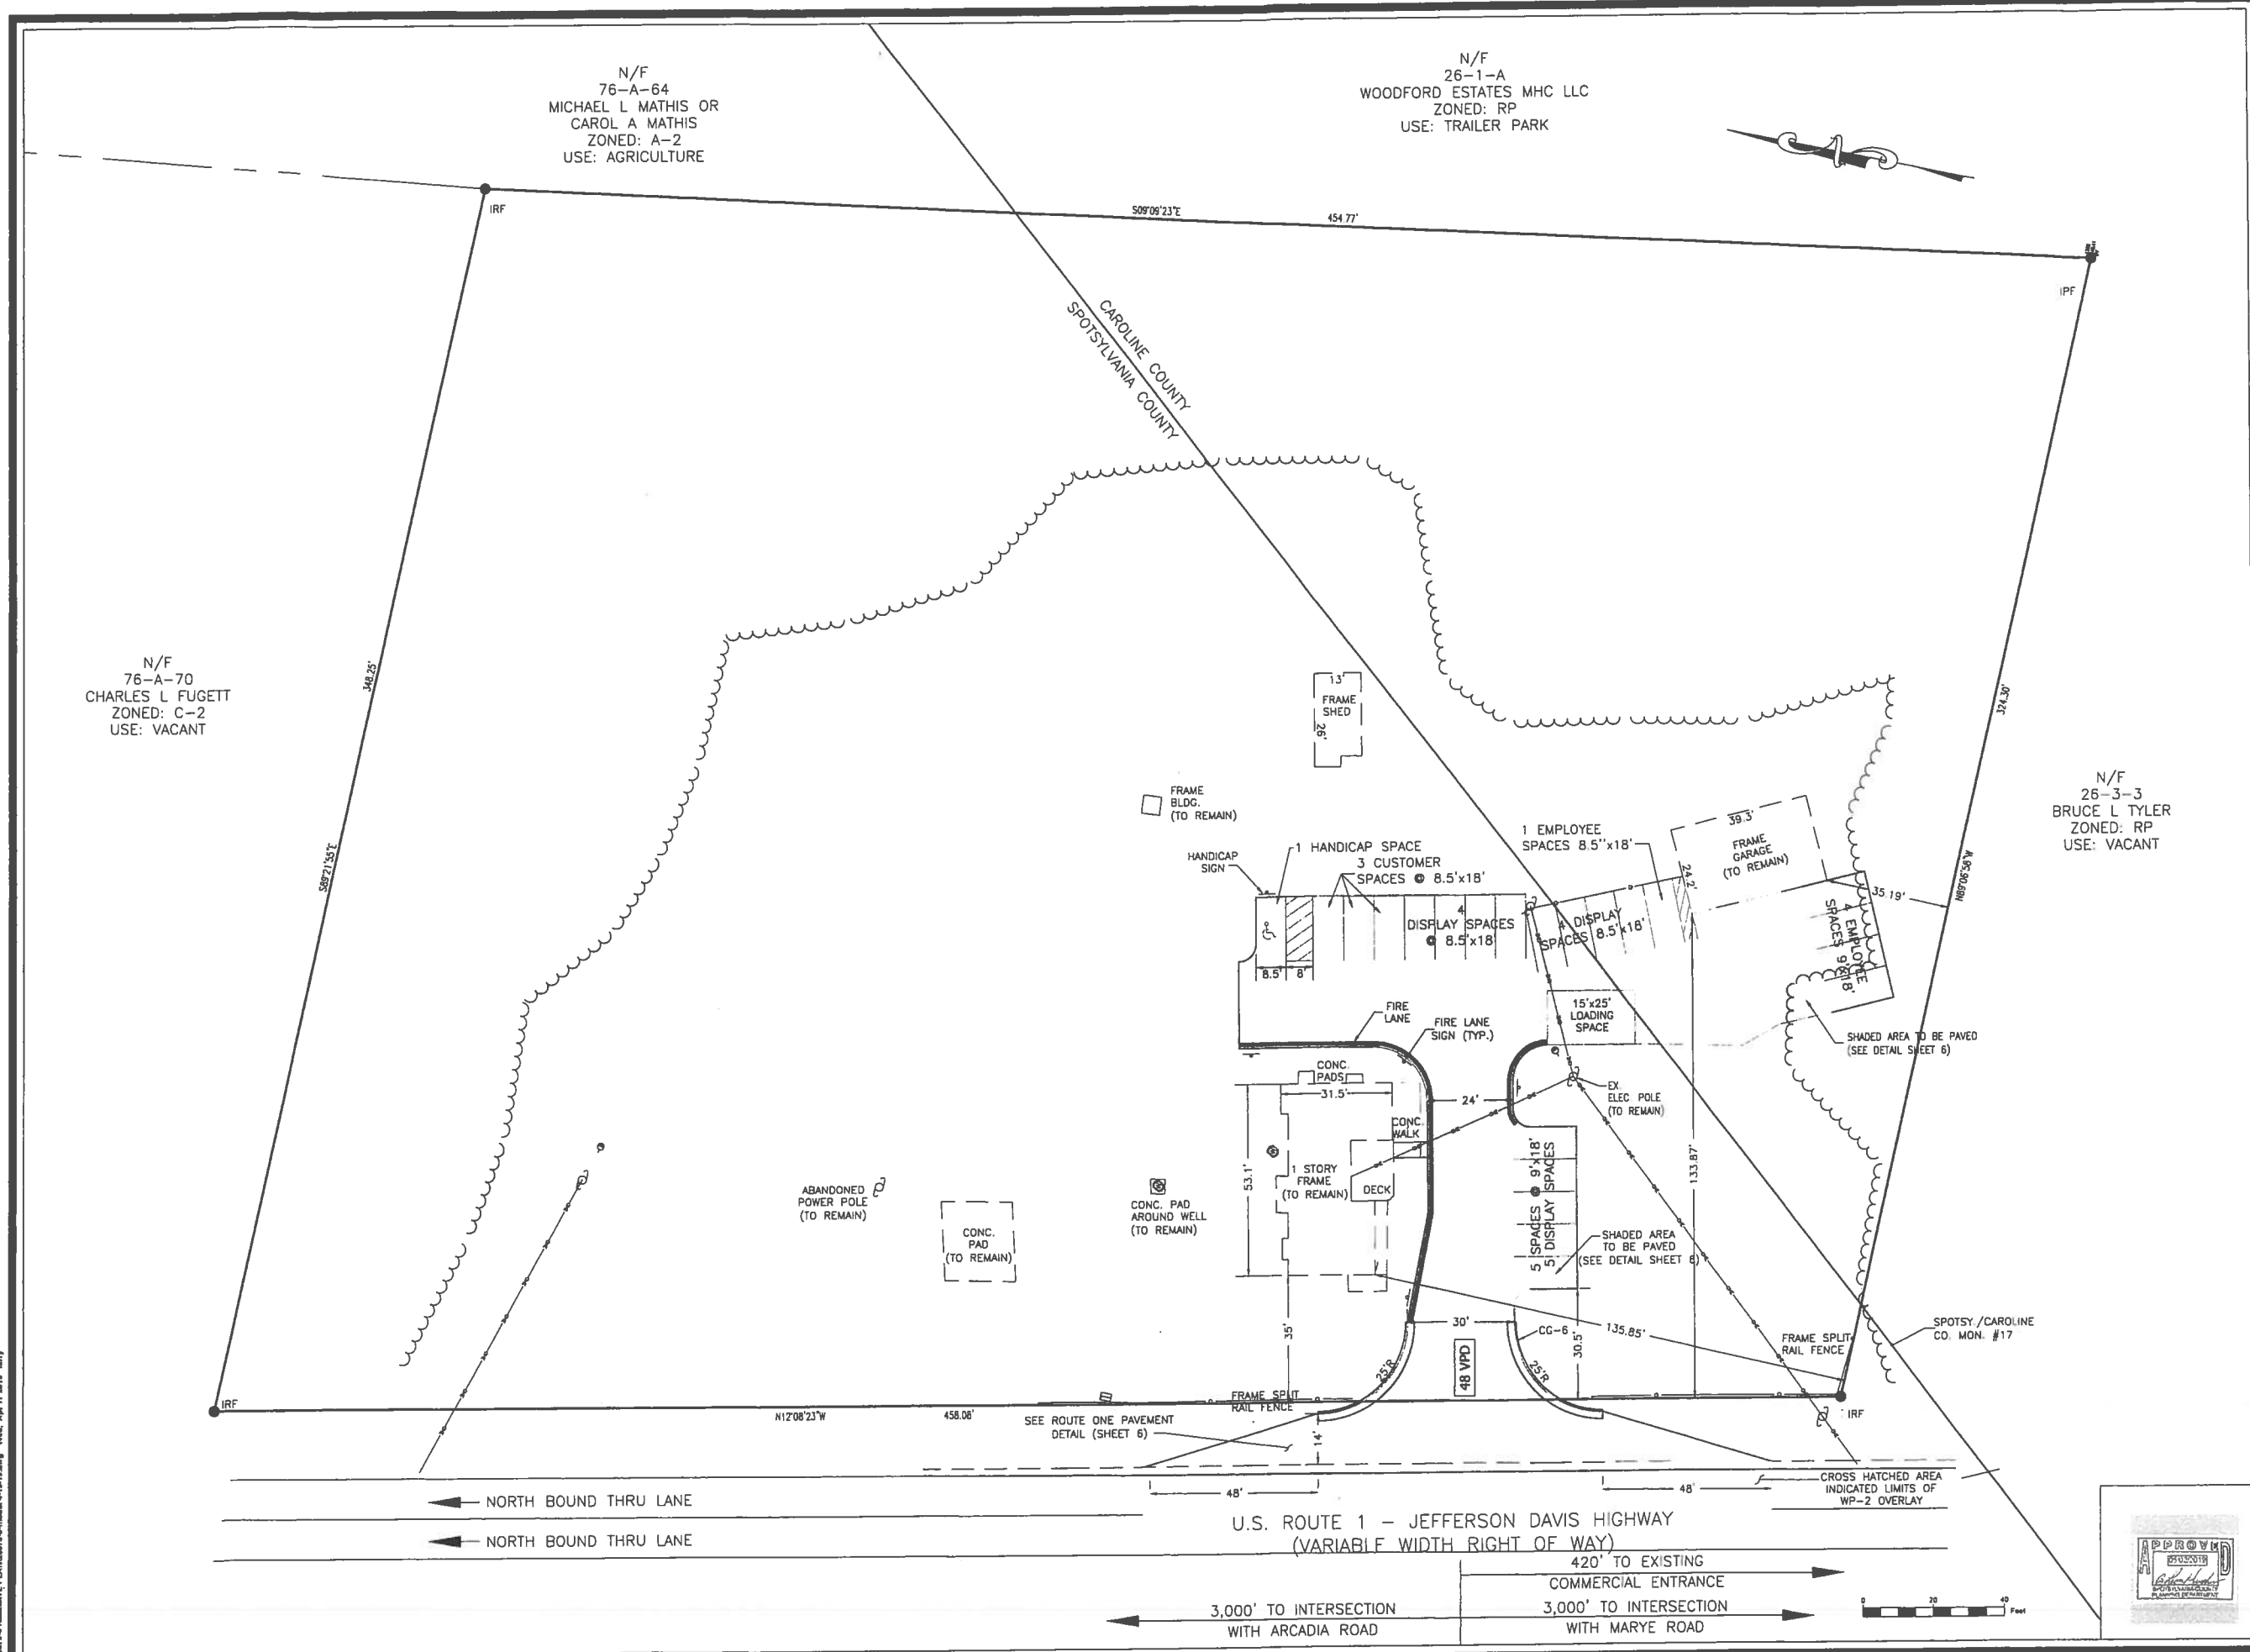 N/F
76-A-64
MICHAEL L MATHIS OR
CAROL A MATHIS
ZONED: A-2
USE: AGRICULTURE
N/F
26-1-A
WOODFORD ESTATES MHC LLC
ZONED: RP
USE: TRAILER PARK
IRF
S09°09'23"E
454.77'
IPF
CAROLINE COUNTY
SPOTSYLVANIA COUNTY
N/F
76-A-70
CHARLES L FUGETT
ZONED: C-2
USE: VACANT
348.25'
S89°21'55"E
324.30'
N89°06'56"W
N/F
26-3-3
BRUCE L TYLER
ZONED: RP
USE: VACANT
13'
FRAME
SHED
26'
FRAME
BLDG.
(TO REMAIN)
HANDICAP
SIGN
1 HANDICAP SPACE
3 CUSTOMER
SPACES @ 8.5'x18'
1 EMPLOYEE
SPACES 8.5''x18'
39.3'
FRAME
GARAGE
(TO REMAIN)
24.2'
35.19'
4
DISPLAY SPACES
@ 8.5'x18'
4 DISPLAY
SPACES 8.5'x18'
4 EMPLOYEE
SPACES 9'x18'
8.5'
8'
FIRE
LANE
FIRE LANE
SIGN (TYP.)
15'x25'
LOADING
SPACE
SHADED AREA TO BE PAVED
(SEE DETAIL SHEET 6)
CONC.
PADS
31.5'
24'
EX.
ELEC POLE
(TO REMAIN)
CONC.
WALK
53.1'
1 STORY
FRAME
(TO REMAIN)
DECK
5 SPACES @ 9'x18'
5 DISPLAY SPACES
133.87'
ABANDONED
POWER POLE
(TO REMAIN)
CONC.
PAD
(TO REMAIN)
CONC. PAD
AROUND WELL
(TO REMAIN)
SHADED AREA
TO BE PAVED
(SEE DETAIL SHEET 6)
35'
30'
CG-6
30.5'
135.85'
48 VPD
25'R
25'R
FRAME SPLIT
RAIL FENCE
SPOTSY./CAROLINE
CO. MON. #17
IRF
N12°08'23"W
458.08'
FRAME SPLIT
RAIL FENCE
IRF
SEE ROUTE ONE PAVEMENT
DETAIL (SHEET 6)
14'
48'
48'
CROSS HATCHED AREA
INDICATED LIMITS OF
WP-2 OVERLAY
NORTH BOUND THRU LANE
NORTH BOUND THRU LANE
U.S. ROUTE 1 - JEFFERSON DAVIS HIGHWAY
(VARIABLE WIDTH RIGHT OF WAY)
420' TO EXISTING
COMMERCIAL ENTRANCE
3,000' TO INTERSECTION
WITH ARCADIA ROAD
3,000' TO INTERSECTION
WITH MARYE ROAD
0 20 40
Feet
APPROVED
SPOTSYLVANIA COUNTY
PLANNING DEPARTMENT